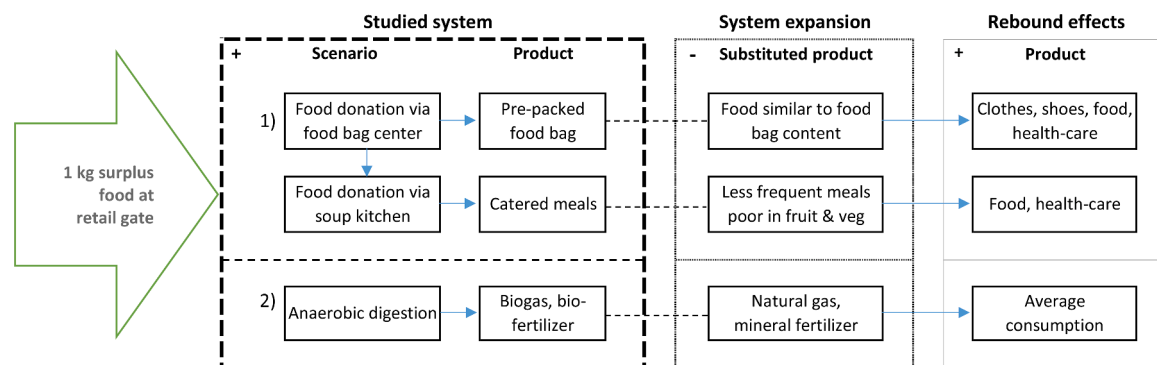 Studied system
System expansion
Rebound effects
+
Scenario
Product
-
Substituted product
+
Product
1 kg surplus
food at
retail gate
1)
Food donation via
food bag center
Pre-packed
food bag
Food similar to food
bag content
Clothes, shoes, food,
health-care
Food donation via
soup kitchen
Catered meals
Less frequent meals
poor in fruit & veg
Food, health-care
2)
Anaerobic digestion
Biogas, bio-
fertilizer
Natural gas,
mineral fertilizer
Average
consumption